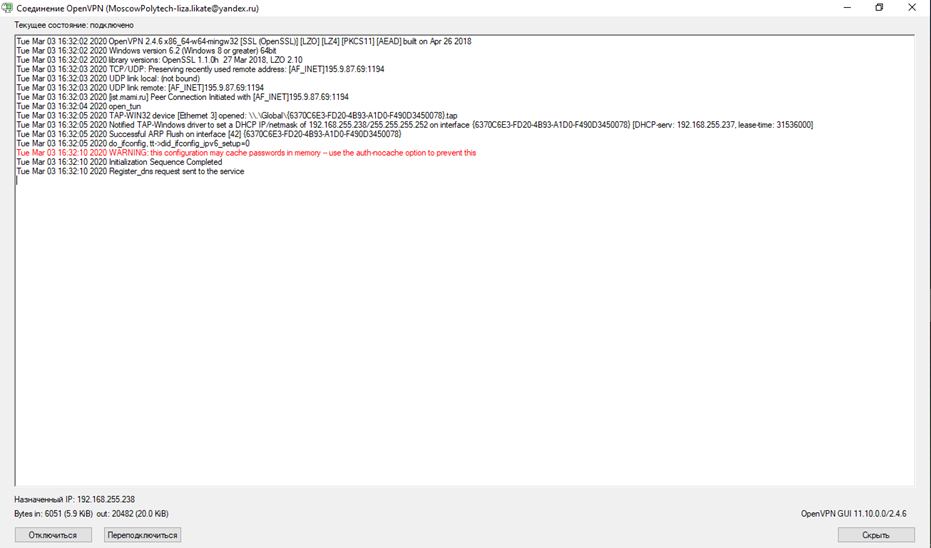 Соединение OpenVPN (MoscowPolytech-liza.likate@yandex.ru)
Текущее состояние: подключено
Tue Mar 03 16:32:02 2020 OpenVPN 2.4.6 x86_64-w64-mingw32 [SSL (OpenSSL)] [LZO] [LZ4] [PKCS11] [AEAD] built on Apr 26 2018
Tue Mar 03 16:32:02 2020 Windows version 6.2 (Windows 8 or greater) 64bit
Tue Mar 03 16:32:02 2020 library versions: OpenSSL 1.1.0h  27 Mar 2018, LZO 2.10
Tue Mar 03 16:32:03 2020 TCP/UDP: Preserving recently used remote address: [AF_INET]195.9.87.69:1194
Tue Mar 03 16:32:03 2020 UDP link local: (not bound)
Tue Mar 03 16:32:03 2020 UDP link remote: [AF_INET]195.9.87.69:1194
Tue Mar 03 16:32:03 2020 [ist.mami.ru] Peer Connection Initiated with [AF_INET]195.9.87.69:1194
Tue Mar 03 16:32:04 2020 open_tun
Tue Mar 03 16:32:05 2020 TAP-WIN32 device [Ethernet 3] opened: \\.\Global\{6370C6E3-FD20-4B93-A1D0-F490D3450078}.tap
Tue Mar 03 16:32:05 2020 Notified TAP-Windows driver to set a DHCP IP/netmask of 192.168.255.238/255.255.255.252 on interface {6370C6E3-FD20-4B93-A1D0-F490D3450078} [DHCP-serv: 192.168.255.237, lease-time: 31536000]
Tue Mar 03 16:32:05 2020 Successful ARP Flush on interface [42] {6370C6E3-FD20-4B93-A1D0-F490D3450078}
Tue Mar 03 16:32:05 2020 do_ifconfig, tt->did_ifconfig_ipv6_setup=0
Tue Mar 03 16:32:10 2020 WARNING: this configuration may cache passwords in memory -- use the auth-nocache option to prevent this
Tue Mar 03 16:32:10 2020 Initialization Sequence Completed
Tue Mar 03 16:32:10 2020 Register_dns request sent to the service
Назначенный IP: 192.168.255.238
Bytes in: 6051 (5.9 KiB)  out: 20482 (20.0 KiB)
OpenVPN GUI 11.10.0.0/2.4.6
Отключиться
Переподключиться
Скрыть